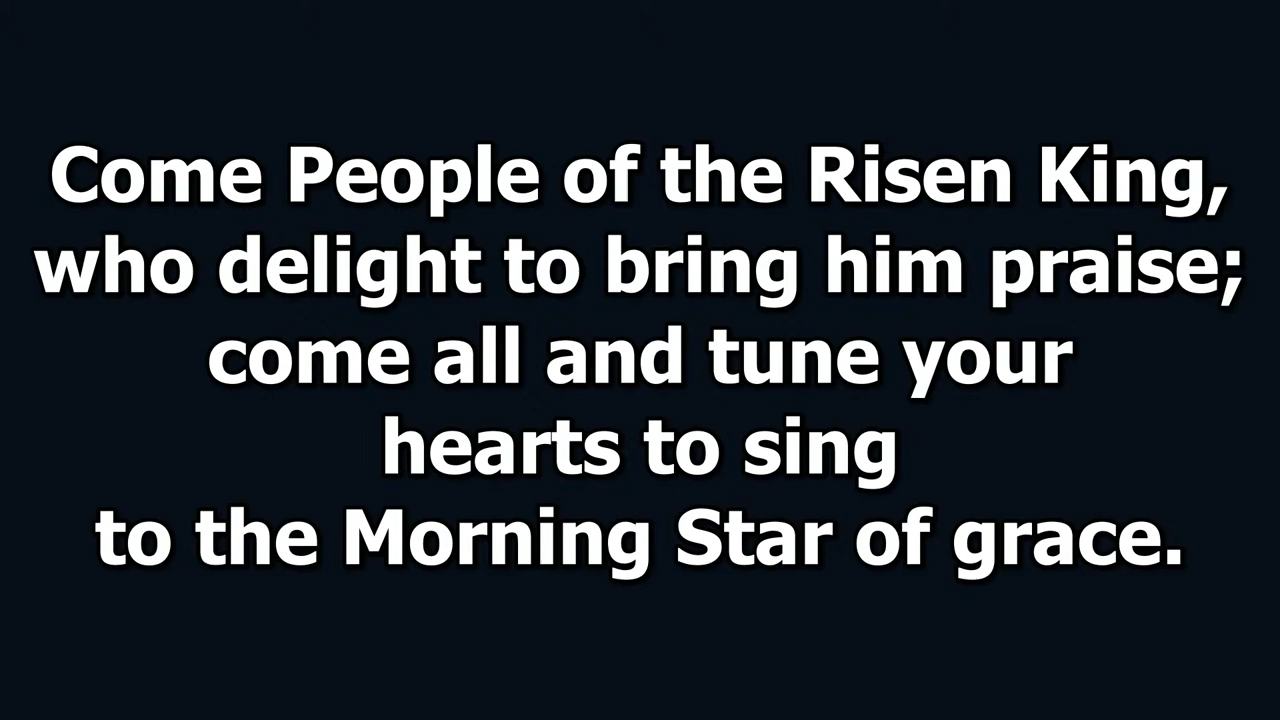 Come People of the Risen King,
who delight to bring him praise;
come all and tune your
hearts to sing
to the Morning Star of grace.